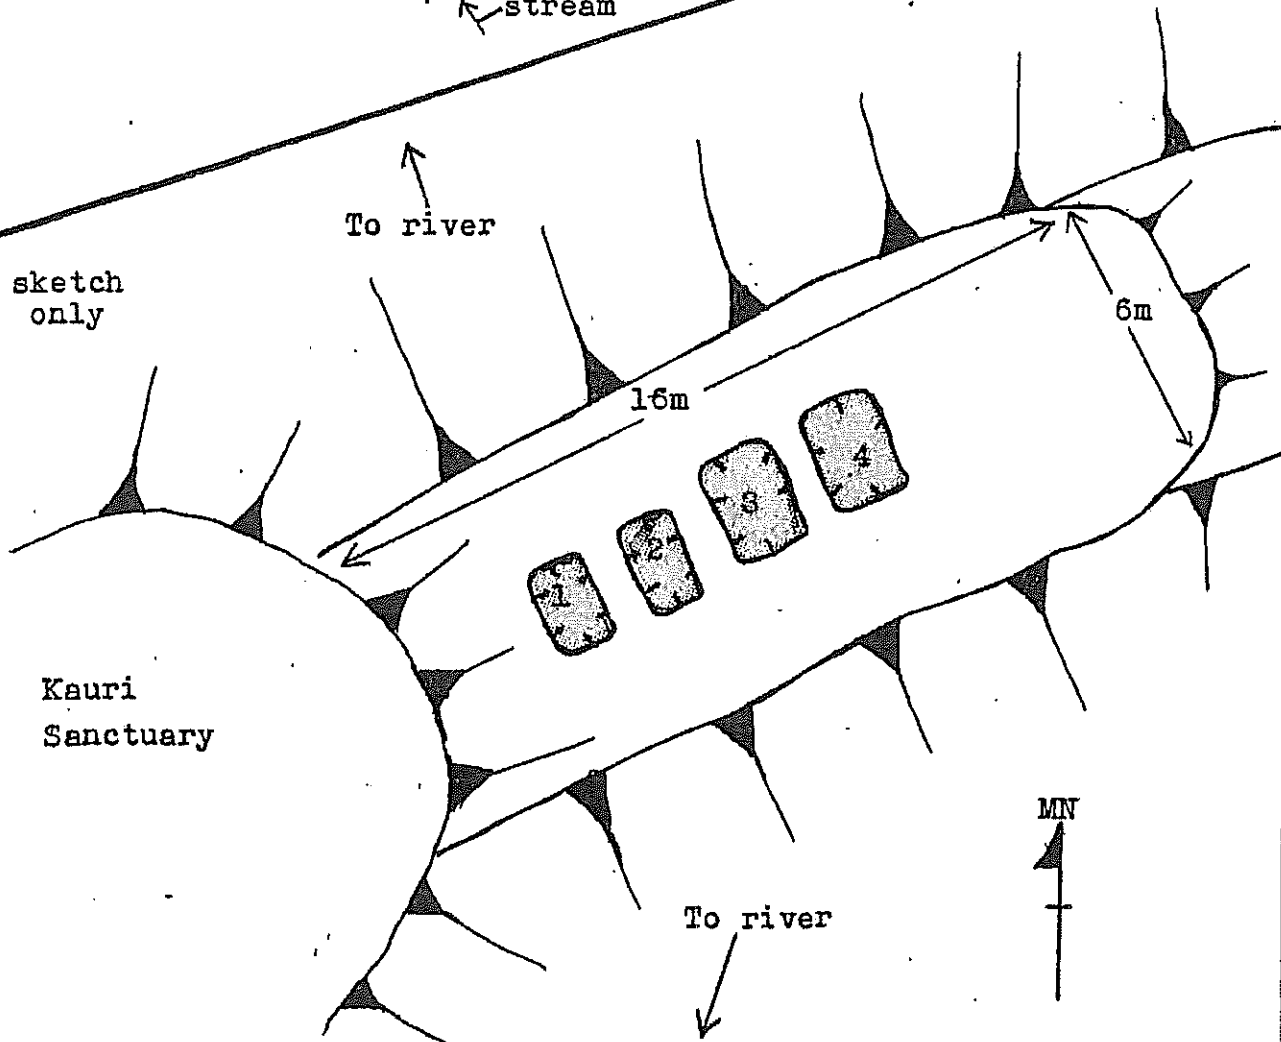 stream
To river
sketch
only
6m
16m
4
3
2
1
Kauri
Sanctuary
MN
To river